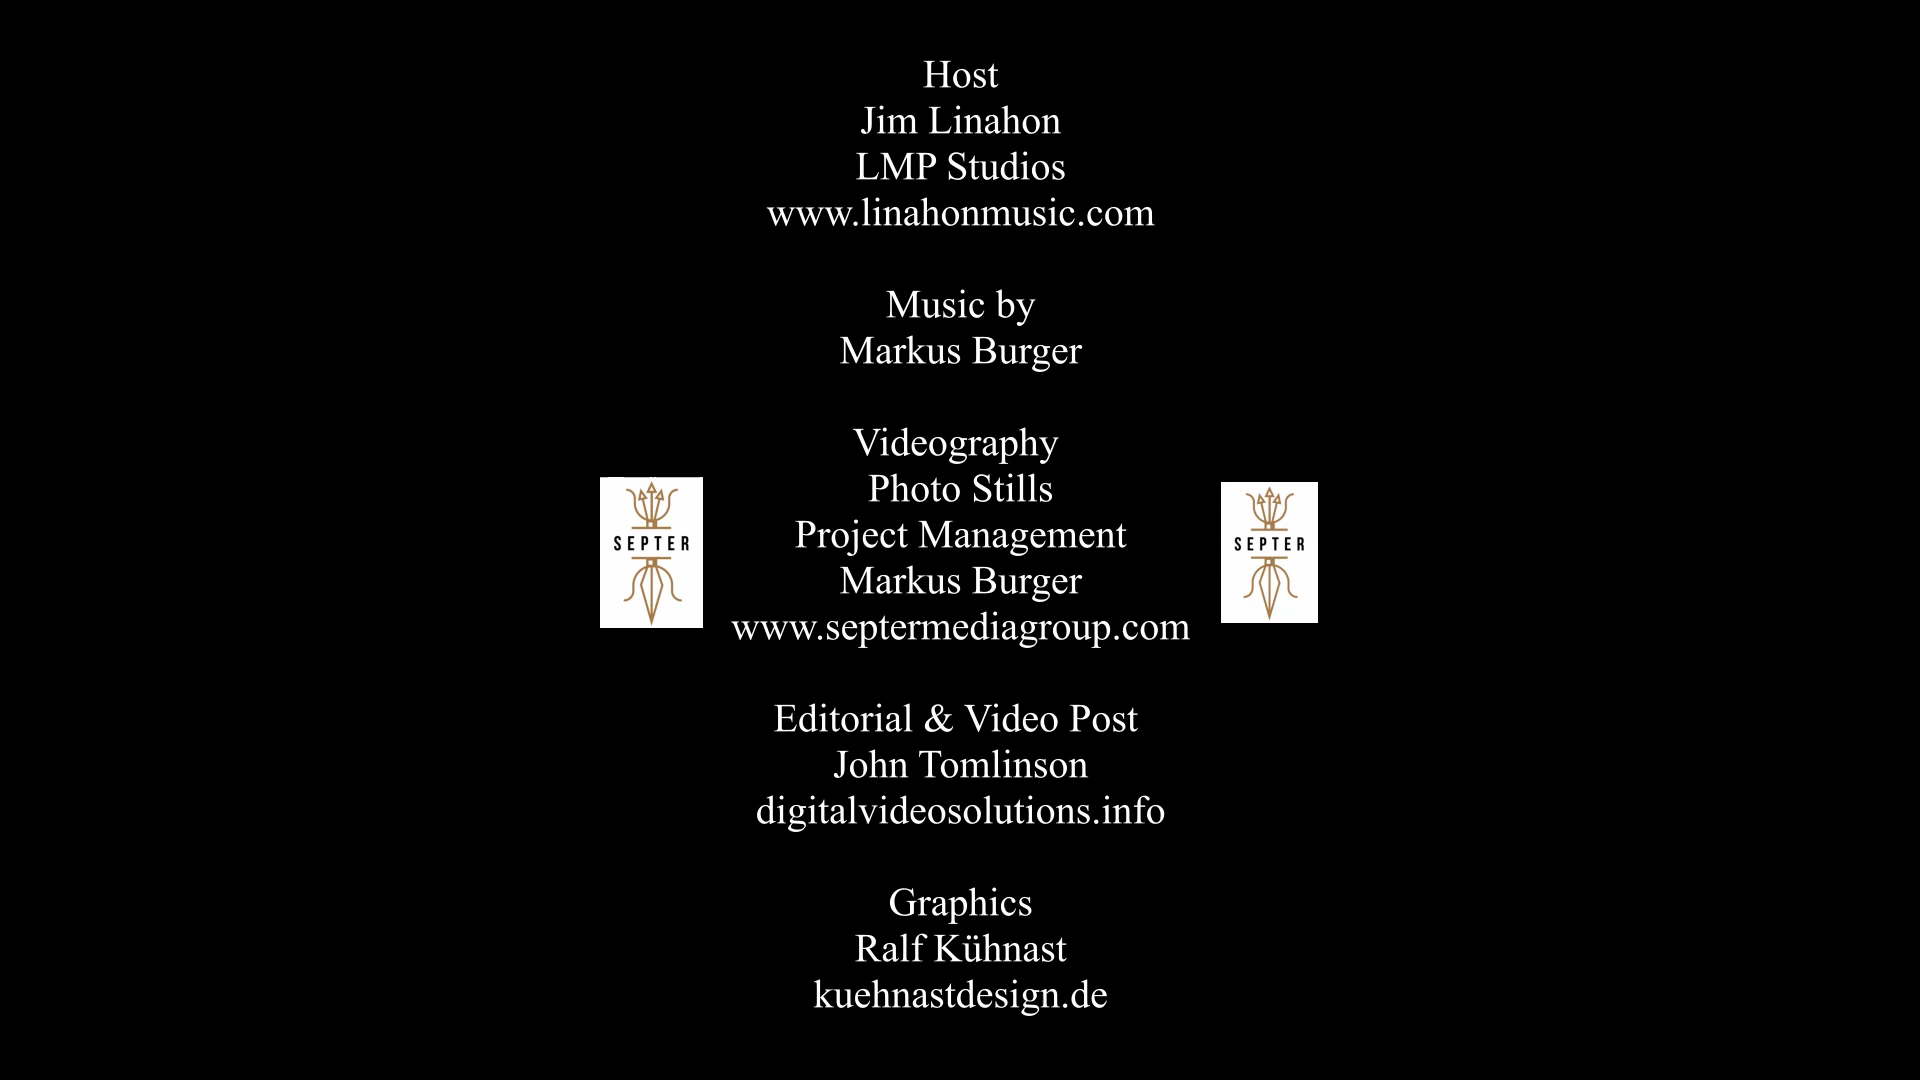 Host
Jim Linahon
LMP Studios
www.linahonmusic.com
Music by
Markus Burger
Videography
Photo Stills
Project Management
Markus Burger
www.septermediagroup.com
SEPTER
SEPTER
Editorial & Video Post
John Tomlinson
digitalvideosolutions.info
Graphics
Ralf Kühnast
kuehnastdesign.de